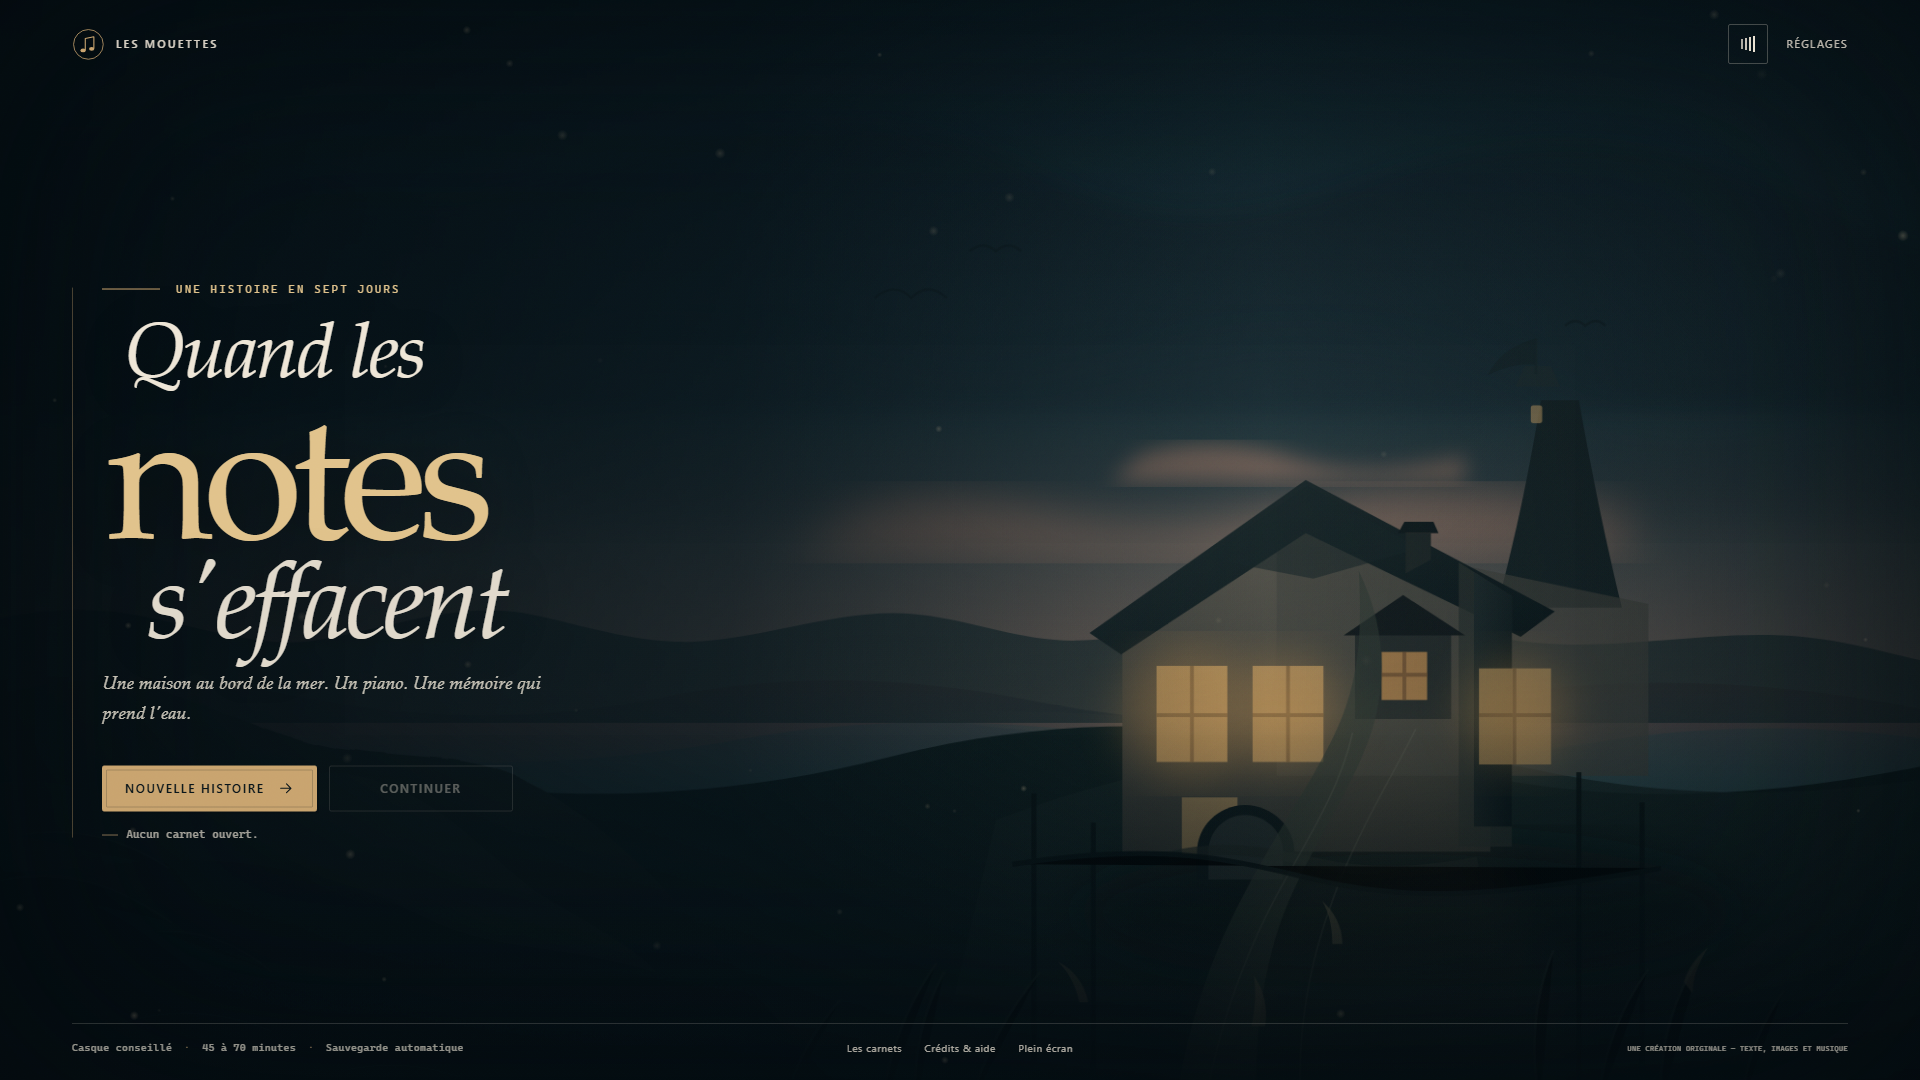 LES MOUETTES
RÉGLAGES
UNE HISTOIRE EN SEPT JOURS
Quand les
notes
s’effacent
Une maison au bord de la mer. Un piano. Une mémoire qui
prend l’eau.
NOUVELLE HISTOIRE →
CONTINUER
— Aucun carnet ouvert.
Casque conseillé · 45 à 70 minutes · Sauvegarde automatique
Les carnets
Crédits & aide
Plein écran
UNE CRÉATION ORIGINALE — TEXTE, IMAGES ET MUSIQUE